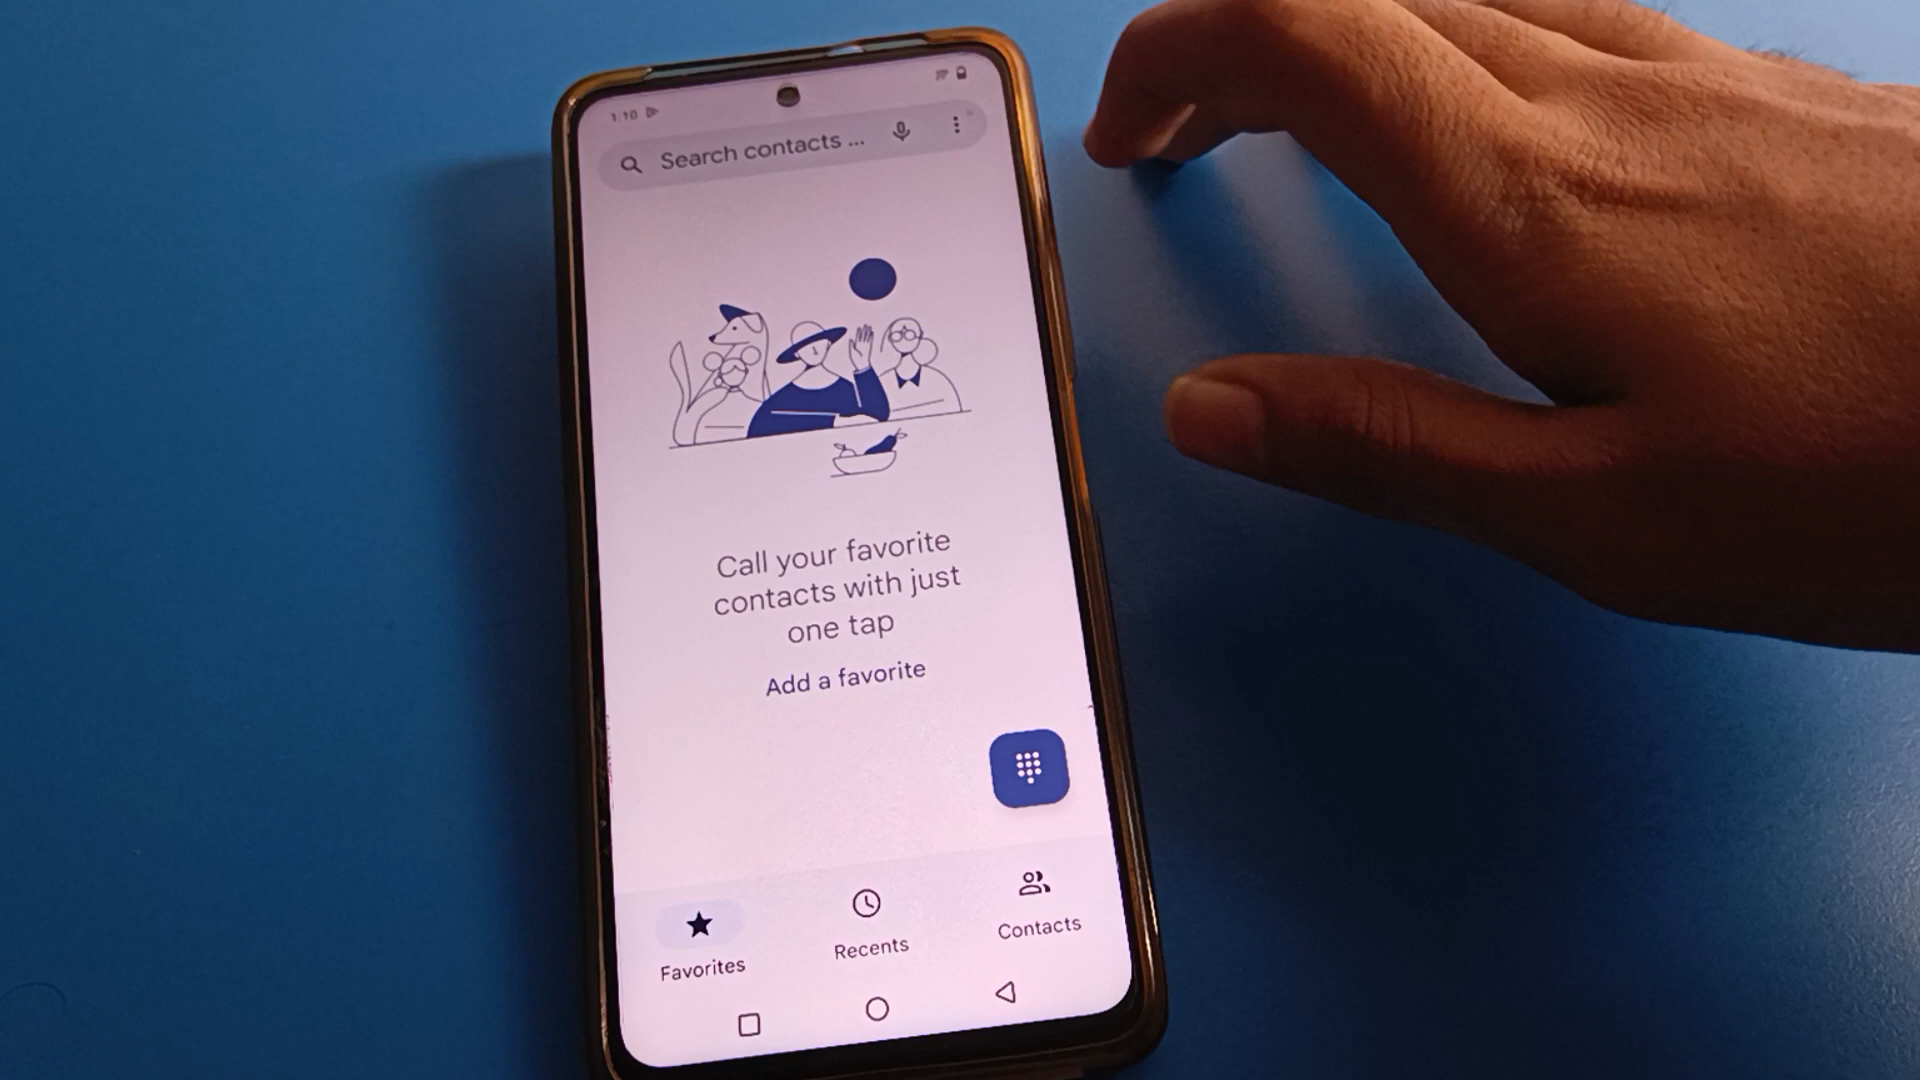 1:10
Search contacts ...
Call your favorite
contacts with just
one tap
Add a favorite
Favorites
Recents
Contacts